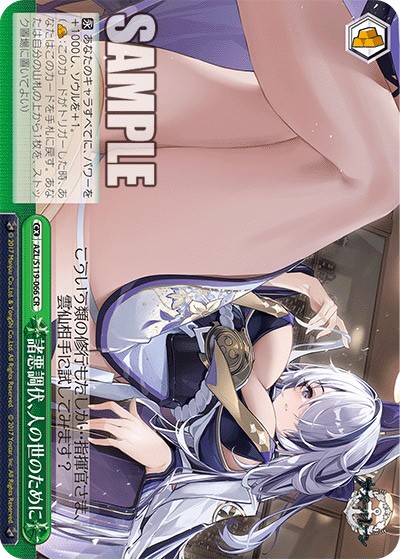 SAMPLE
【永】 あなたのキャラすべてに、パワーを
+1000し、ソウルを+1。
(:このカードがトリガーした時、あ
なたはこのカードを手札に戻す。あな
たは自分の山札の上から1枚を、ストッ
ク置場に置いてよい)
こういう類の修行もたしか…指揮官さま、
雲仙相手に試してみます?
CX
AZL/S119-066 CR
諸悪調伏、人の世のために
© 2017 Manjuu Co.,Ltd. & YongShi Co.,Ltd. All Rights Reserved.
© 2017 Yostar, Inc. All Rights Reserved.